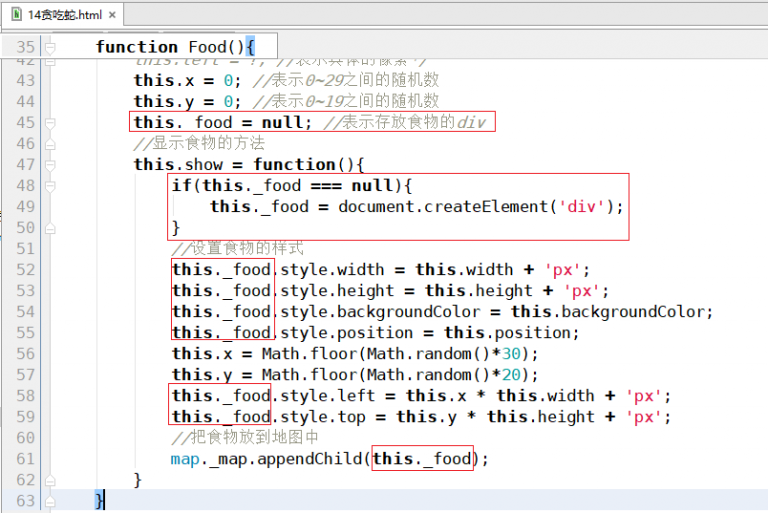 14贪吃蛇.html ×
35 function Food(){
42 this.left = ?; //表示具体的像素*/
43 this.x = 0; //表示0~29之间的随机数
44 this.y = 0; //表示0~19之间的随机数
45 this._food = null; //表示存放食物的div
46 //显示食物的方法
47 this.show = function(){
48 if(this._food === null){
49 this._food = document.createElement('div');
50 }
51 //设置食物的样式
52 this._food.style.width = this.width + 'px';
53 this._food.style.height = this.height + 'px';
54 this._food.style.backgroundColor = this.backgroundColor;
55 this._food.style.position = this.position;
56 this.x = Math.floor(Math.random()*30);
57 this.y = Math.floor(Math.random()*20);
58 this._food.style.left = this.x * this.width + 'px';
59 this._food.style.top = this.y * this.height + 'px';
60 //把食物放到地图中
61 map._map.appendChild(this._food);
62 }
63 }